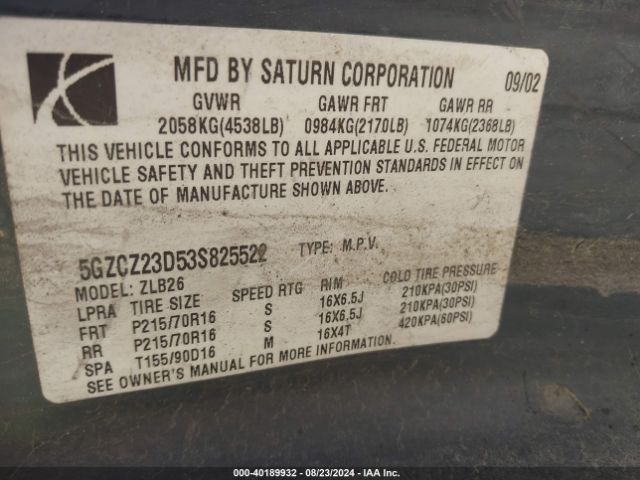 MFD BY SATURN CORPORATION 09/02
GVWR GAWR FRT GAWR RR
2058KG(4538LB) 0984KG(2170LB) 1074KG(2368LB)
THIS VEHICLE CONFORMS TO ALL APPLICABLE U.S. FEDERAL MOTOR
VEHICLE SAFETY AND THEFT PREVENTION STANDARDS IN EFFECT ON
THE DATE OF MANUFACTURE SHOWN ABOVE.
5GZCZ23D53S825522 TYPE: M.P.V.
MODEL: ZLB26
LPRA TIRE SIZE SPEED RTG RIM COLD TIRE PRESSURE
FRT P215/70R16 S 16X6.5J 210KPA(30PSI)
RR P215/70R16 S 16X6.5J 210KPA(30PSI)
SPA T155/90D16 M 16X4T 420KPA(60PSI)
SEE OWNER'S MANUAL FOR MORE INFORMATION.
000-40189932 - 08/23/2024 - IAA Inc.